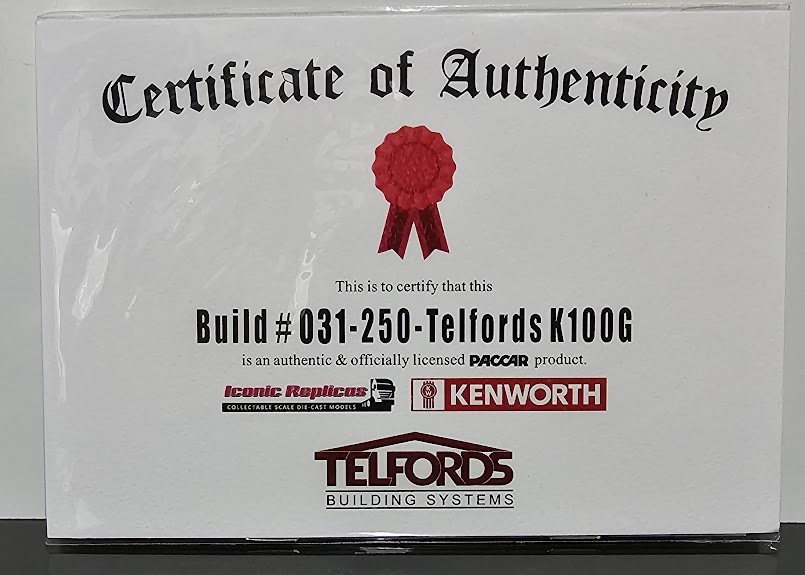 Certificate of Authenticity
This is to certify that this
Build # 031-250-Telfords K100G
is an authentic & officially licensed PACCAR product.
Iconic Replicas
COLLECTABLE SCALE DIE-CAST MODELS
KENWORTH
TELFORDS
BUILDING SYSTEMS